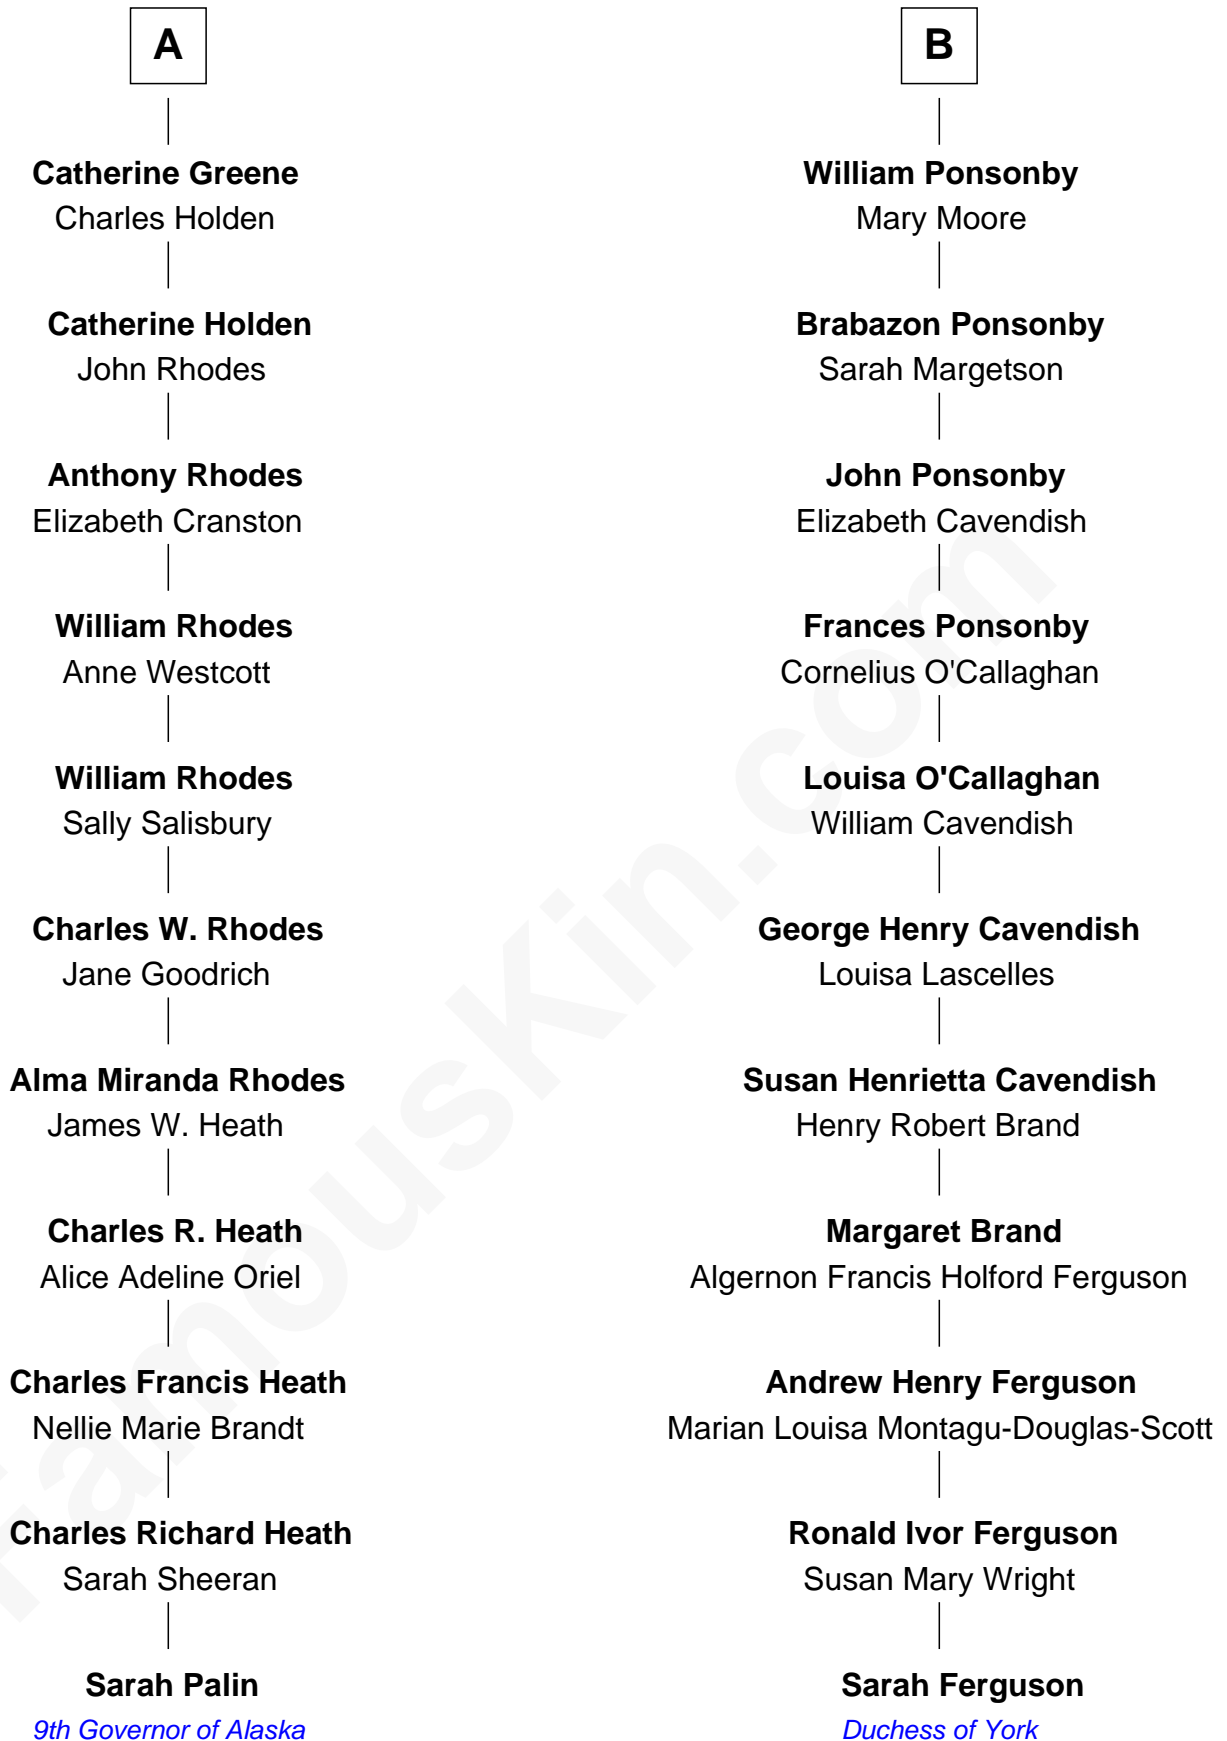 A
Catherine Greene
Charles Holden
Catherine Holden
John Rhodes
Anthony Rhodes
Elizabeth Cranston
William Rhodes
Anne Westcott
William Rhodes
Sally Salisbury
Charles W. Rhodes
Jane Goodrich
Alma Miranda Rhodes
James W. Heath
Charles R. Heath
Alice Adeline Oriel
Charles Francis Heath
Nellie Marie Brandt
Charles Richard Heath
Sarah Sheeran
Sarah Palin
9th Governor of Alaska
B
William Ponsonby
Mary Moore
Brabazon Ponsonby
Sarah Margetson
John Ponsonby
Elizabeth Cavendish
Frances Ponsonby
Cornelius O'Callaghan
Louisa O'Callaghan
William Cavendish
George Henry Cavendish
Louisa Lascelles
Susan Henrietta Cavendish
Henry Robert Brand
Margaret Brand
Algernon Francis Holford Ferguson
Andrew Henry Ferguson
Marian Louisa Montagu-Douglas-Scott
Ronald Ivor Ferguson
Susan Mary Wright
Sarah Ferguson
Duchess of York
FamousKin.com